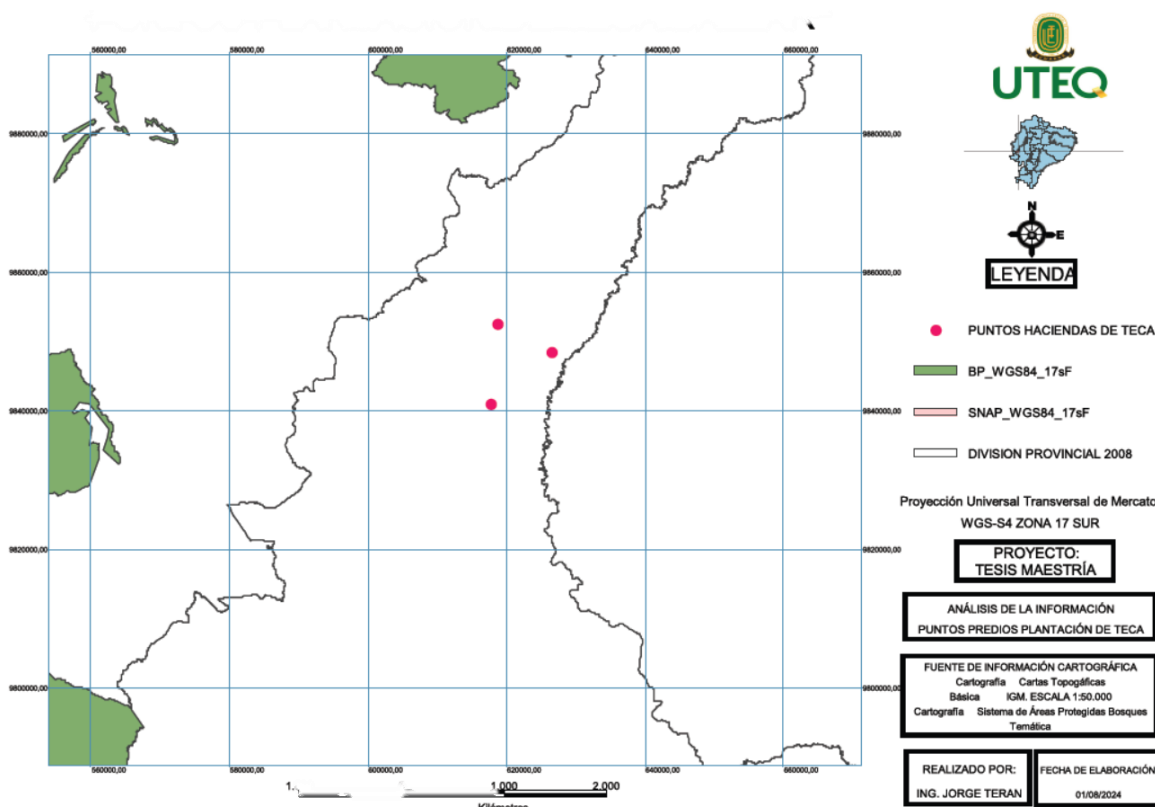 560000,00 580000,00 600000,00 620000,00 640000,00 660000,00
9880000,00 9880000,00
9860000,00 9860000,00
9840000,00 9840000,00
9820000,00 9820000,00
9800000,00 9800000,00
560000,00 580000,00 600000,00 620000,00 640000,00 660000,00
1.000 2.000
Kilómetros
UTEQ
N
E
LEYENDA
PUNTOS HACIENDAS DE TECA
BP_WGS84_17sF
SNAP_WGS84_17sF
DIVISION PROVINCIAL 2008
Proyección Universal Transversal de Mercato
WGS-S4 ZONA 17 SUR
PROYECTO:
TESIS MAESTRÍA
ANÁLISIS DE LA INFORMACIÓN
PUNTOS PREDIOS PLANTACIÓN DE TECA
FUENTE DE INFORMACIÓN CARTOGRÁFICA
Cartografía Cartas Topogáficas
Básica IGM. ESCALA 1:50.000
Cartografía Sistema de Áreas Protegidas Bosques
Temática
REALIZADO POR:
ING. JORGE TERAN
FECHA DE ELABORACIÓN
01/08/2024